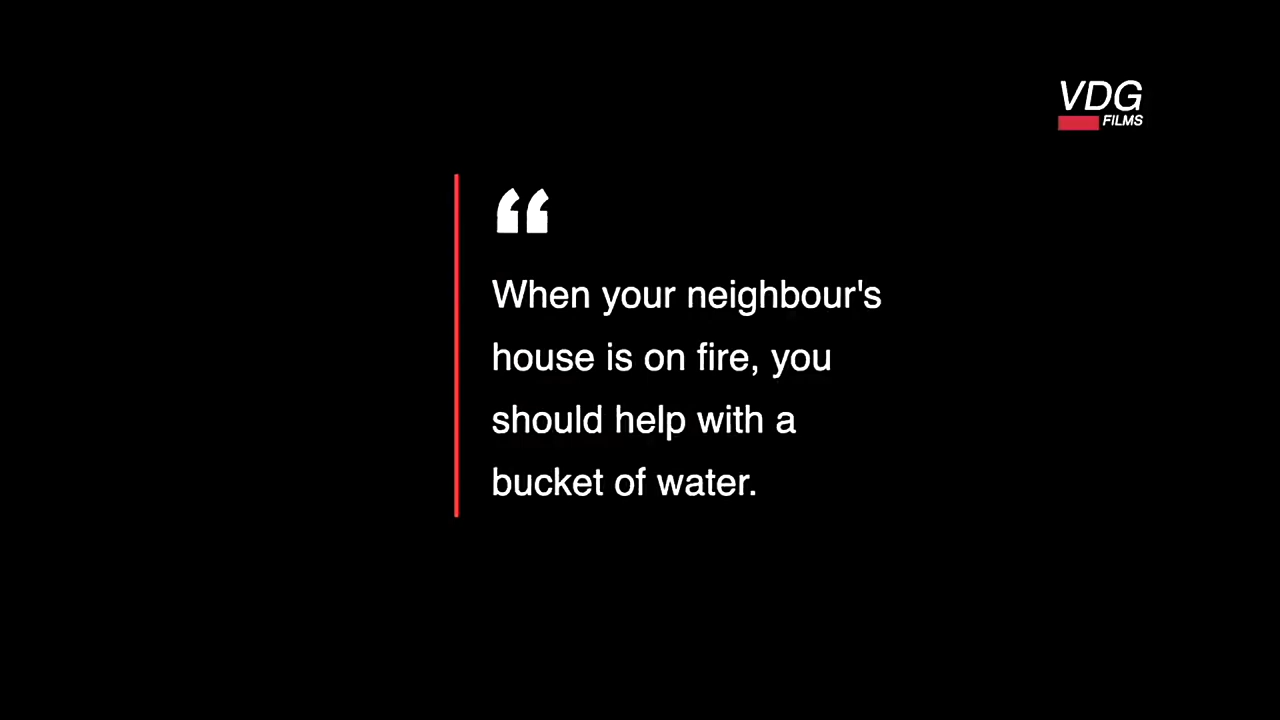 VDG
FILMS
“
When your neighbour's
house is on fire, you
should help with a
bucket of water.